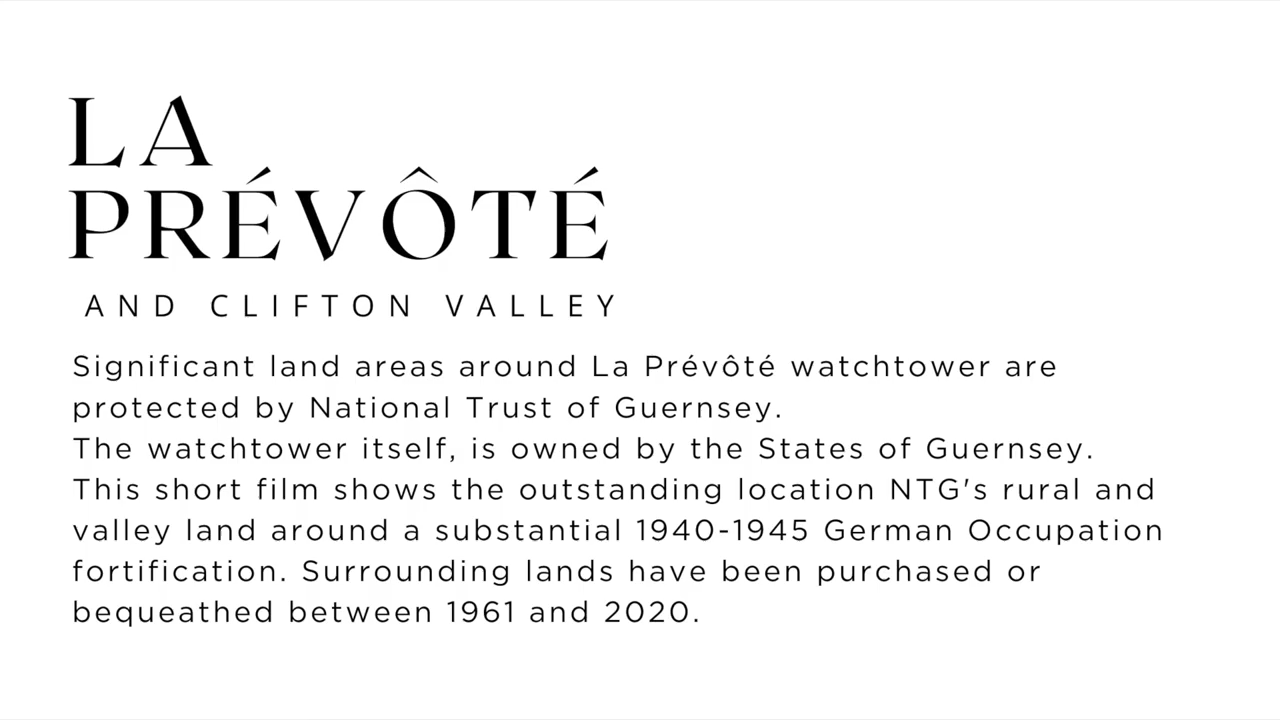 LA
PRÉVÔTÉ
AND CLIFTON VALLEY
Significant land areas around La Prévôté watchtower are
protected by National Trust of Guernsey.
The watchtower itself, is owned by the States of Guernsey.
This short film shows the outstanding location NTG's rural and
valley land around a substantial 1940-1945 German Occupation
fortification. Surrounding lands have been purchased or
bequeathed between 1961 and 2020.